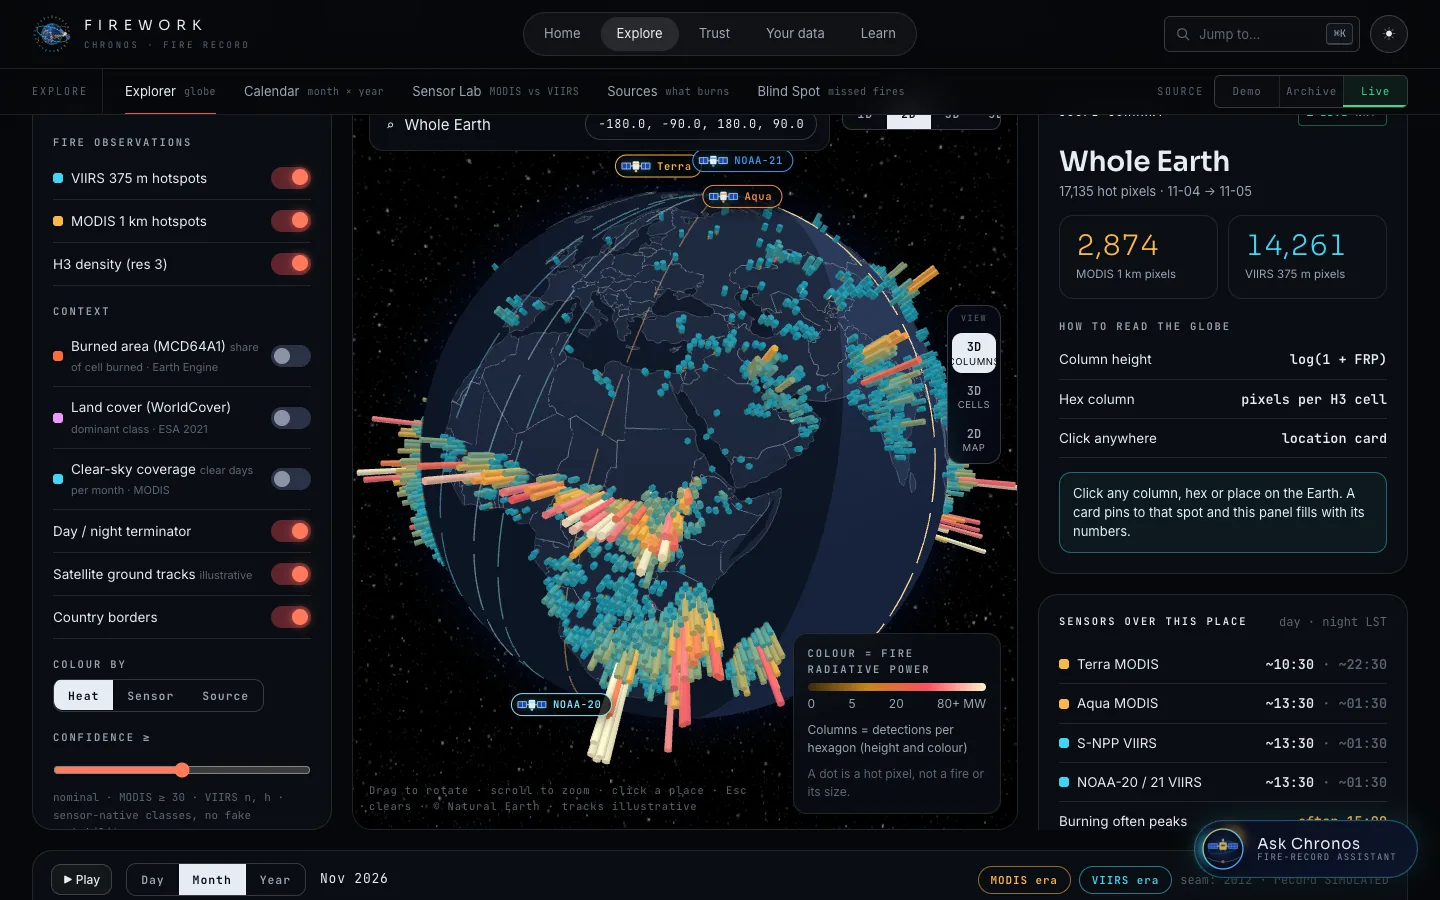 FIREWORK
CHRONOS · FIRE RECORD
Home
Explore
Trust
Your data
Learn
Jump to...
⌘K
EXPLORE
Explorer globe
Calendar month × year
Sensor Lab MODIS vs VIIRS
Sources what burns
Blind Spot missed fires
SOURCE
Demo
Archive
Live
FIRE OBSERVATIONS
VIIRS 375 m hotspots
MODIS 1 km hotspots
H3 density (res 3)
CONTEXT
Burned area (MCD64A1) share
of cell burned · Earth Engine
Land cover (WorldCover)
dominant class · ESA 2021
Clear-sky coverage clear days
per month · MODIS
Day / night terminator
Satellite ground tracks illustrative
Country borders
COLOUR BY
Heat
Sensor
Source
CONFIDENCE ≥
nominal · MODIS ≥ 30 · VIIRS n, h ·
sensor-native classes, no fake
Whole Earth
-180.0, -90.0, 180.0, 90.0
Terra
NOAA-21
Aqua
NOAA-20
VIEW
3D
COLUMNS
3D
CELLS
2D
MAP
COLOUR = FIRE
RADIATIVE POWER
0 5 20 80+ MW
Columns = detections per
hexagon (height and colour)
A dot is a hot pixel, not a fire or
its size.
Drag to rotate · scroll to zoom · click a place · Esc
clears · © Natural Earth · tracks illustrative
Whole Earth
17,135 hot pixels · 11-04 → 11-05
2,874
MODIS 1 km pixels
14,261
VIIRS 375 m pixels
HOW TO READ THE GLOBE
Column height log(1 + FRP)
Hex column pixels per H3 cell
Click anywhere location card
Click any column, hex or place on the Earth. A
card pins to that spot and this panel fills with its
numbers.
SENSORS OVER THIS PLACE day · night LST
Terra MODIS ~10:30 · ~22:30
Aqua MODIS ~13:30 · ~01:30
S-NPP VIIRS ~13:30 · ~01:30
NOAA-20 / 21 VIIRS ~13:30 · ~01:30
Burning often peaks
Ask Chronos
FIRE-RECORD ASSISTANT
Play
Day
Month
Year
Nov 2026
MODIS era
VIIRS era
seam: 2012 · record SIMULATED